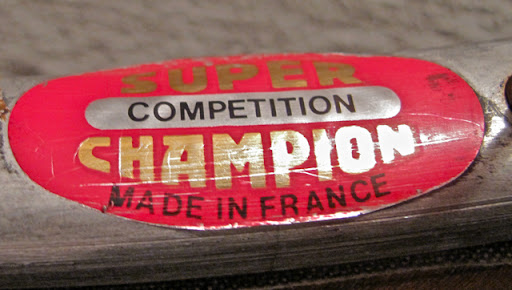 SUPER
COMPETITION
CHAMPION
MADE IN FRANCE